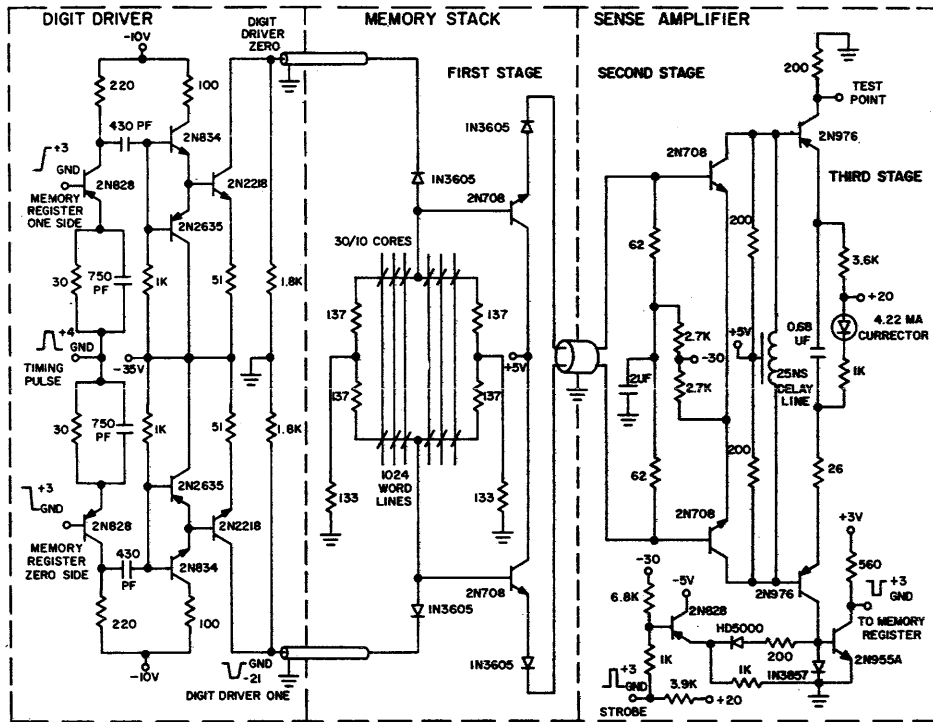 DIGIT DRIVER
MEMORY STACK
SENSE AMPLIFIER
-10V
DIGIT
DRIVER
ZERO
220
100
430 PF
2N834
+3
GND
2N828
MEMORY
REGISTER
ONE SIDE
2N2218
2N2635
30
750
PF
1K
51
1.8K
+4
GND
TIMING
PULSE
-35V
30
750
PF
1K
51
1.8K
+3
GND
2N828
MEMORY
REGISTER
ZERO SIDE
2N2635
2N2218
430
PF
2N834
220
100
-10V
GND
-21
DIGIT DRIVER ONE
FIRST STAGE
1N3605
1N3605
2N708
30/10 CORES
137
137
137
137
+5V
1024
WORD
LINES
133
133
2N708
1N3605
1N3605
SECOND STAGE
200
TEST
POINT
2N976
2N708
THIRD STAGE
62
200
3.6K
+20
4.22 MA
CURRECTOR
2.7K
-30
2.7K
+5V
0.68
UF
1K
25NS
DELAY
LINE
2UF
62
200
26
2N708
+3V
-30
560
2N976
+3
GND
TO MEMORY
REGISTER
6.8K
-5V
2N828
HD5000
200
2N955A
1K
1K
1N3857
+3
GND
STROBE
3.9K
+20